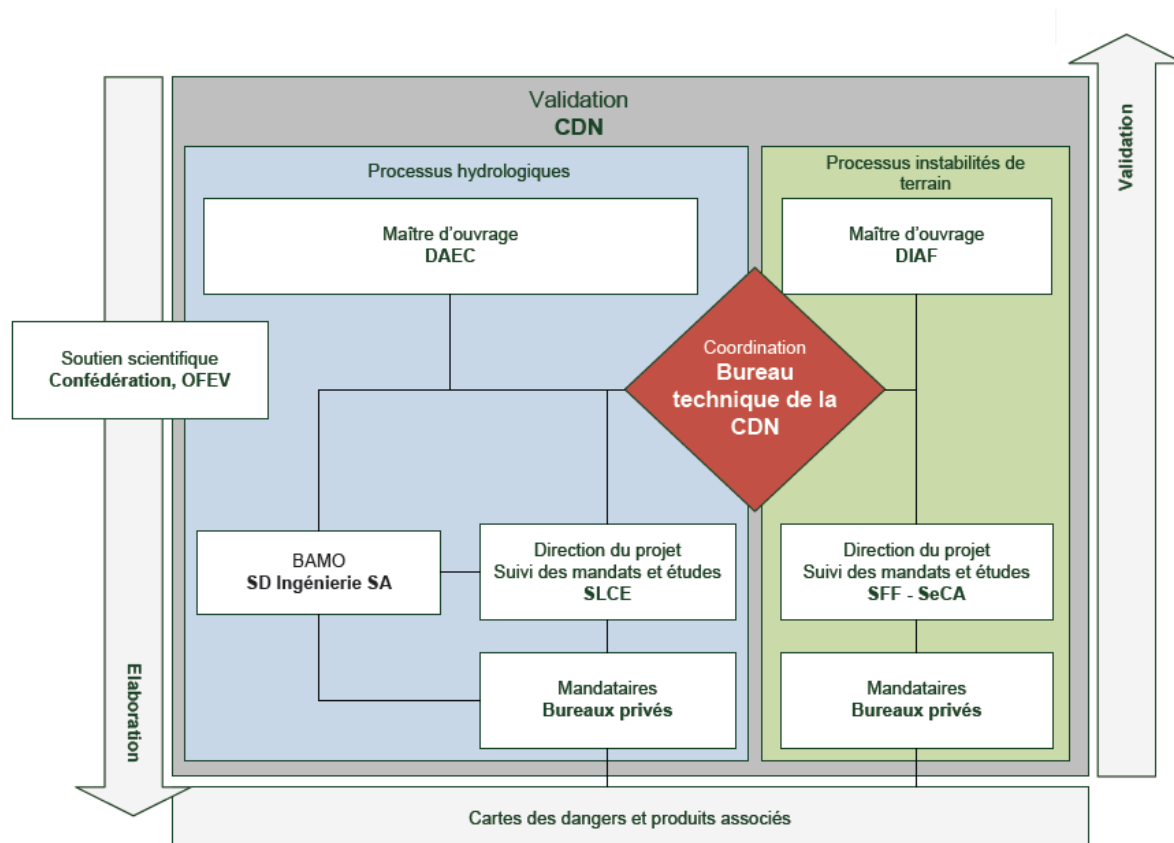 Validation
CDN
Processus hydrologiques
Processus instabilités de
terrain
Maître d'ouvrage
DAEC
Maître d'ouvrage
DIAF
Soutien scientifique
Confédération, OFEV
Coordination
Bureau
technique de la
CDN
BAMO
SD Ingénierie SA
Direction du projet
Suivi des mandats et études
SLCE
Direction du projet
Suivi des mandats et études
SFF - SeCA
Mandataires
Bureaux privés
Mandataires
Bureaux privés
Elaboration
Validation
Cartes des dangers et produits associés